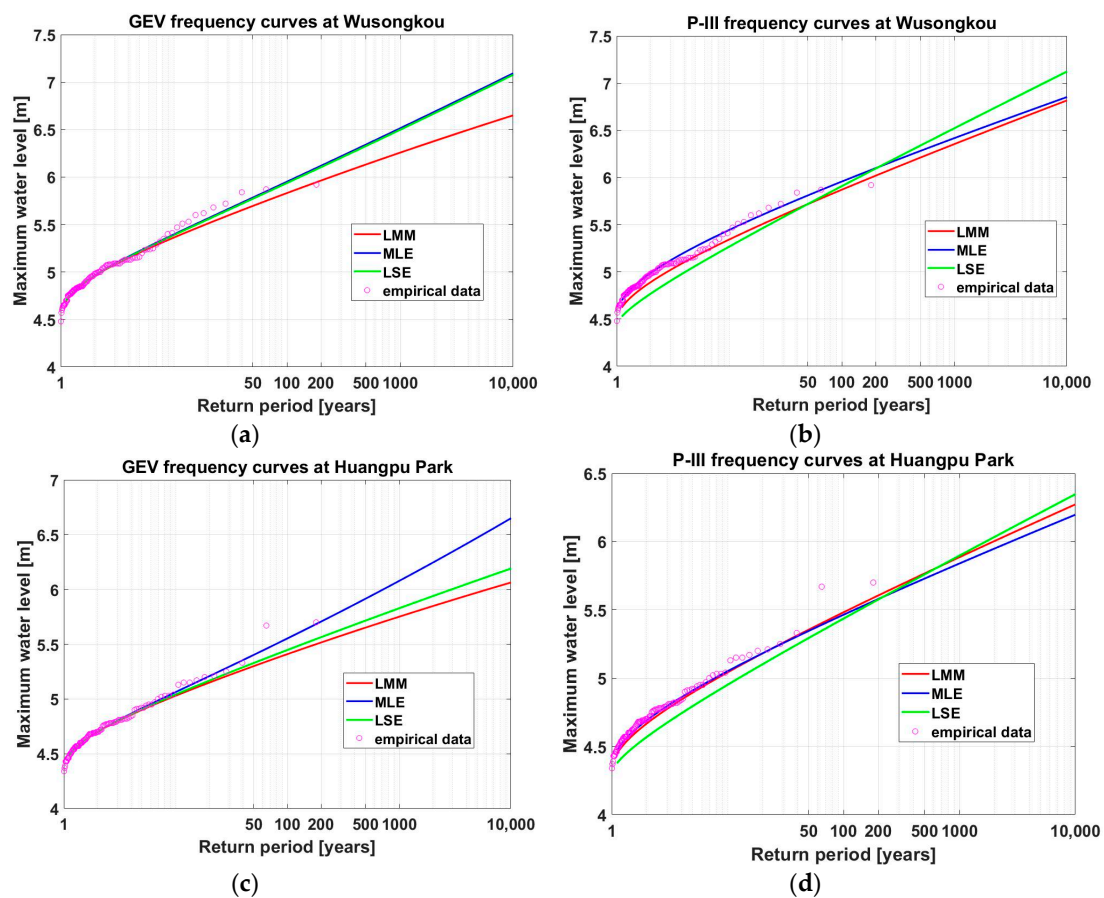 GEV frequency curves at Wusongkou
7.5
7
6.5
6
5.5
5
4.5
4
Maximum water level [m]
LMM
MLE
LSE
empirical data
1 50 100 200 500 1000 10,000
Return period [years]
(a)
P-III frequency curves at Wusongkou
7.5
7
6.5
6
5.5
5
4.5
4
Maximum water level [m]
LMM
MLE
LSE
empirical data
1 50 100 200 500 1000 10,000
Return period [years]
(b)
GEV frequency curves at Huangpu Park
7
6.5
6
5.5
5
4.5
4
Maximum water level [m]
LMM
MLE
LSE
empirical data
1 50 100 200 500 1000 10,000
Return period [years]
(c)
P-III frequency curves at Huangpu Park
6.5
6
5.5
5
4.5
4
Maximum water level [m]
LMM
MLE
LSE
empirical data
1 50 100 200 500 1000 10,000
Return period [years]
(d)